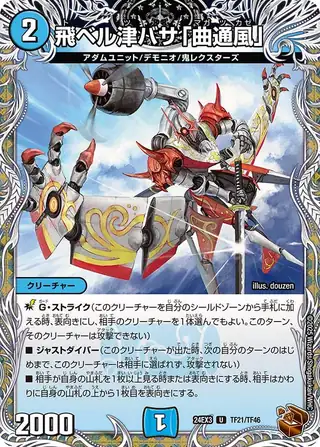 2
飛ベル津バサ「曲通風」
アダムユニット/デモニオ/鬼レクスターズ
illus. douzen
クリーチャー
G・ストライク(このクリーチャーを自分のシールドゾーンから手札に加
える時、表向きにし、相手のクリーチャーを1体選んでもよい。このターン、
そのクリーチャーは攻撃できない)
■ ジャストダイバー(このクリーチャーが出た時、次の自分のターンのは
じめまで、このクリーチャーは相手に選ばれず、攻撃されない)
■ 相手が自身の山札を1枚以上見る時または表向きにする時、かわりに
自分が自身の山札の上から1枚目を見る、または表向きにする。
2000
24EX3 U TF21/TF46